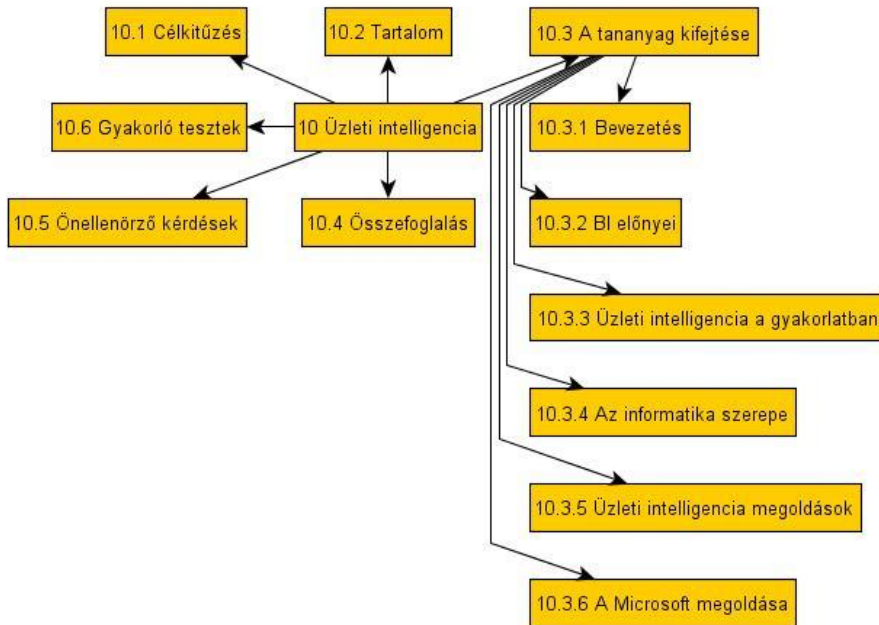 10.1 Célkitűzés
10.2 Tartalom
10.3 A tananyag kifejtése
10.6 Gyakorló tesztek
10 Üzleti intelligencia
10.3.1 Bevezetés
10.5 Önellenörző kérdések
10.4 Összefoglalás
10.3.2 BI előnyei
10.3.3 Üzleti intelligencia a gyakorlatban
10.3.4 Az informatika szerepe
10.3.5 Üzleti intelligencia megoldások
10.3.6 A Microsoft megoldása